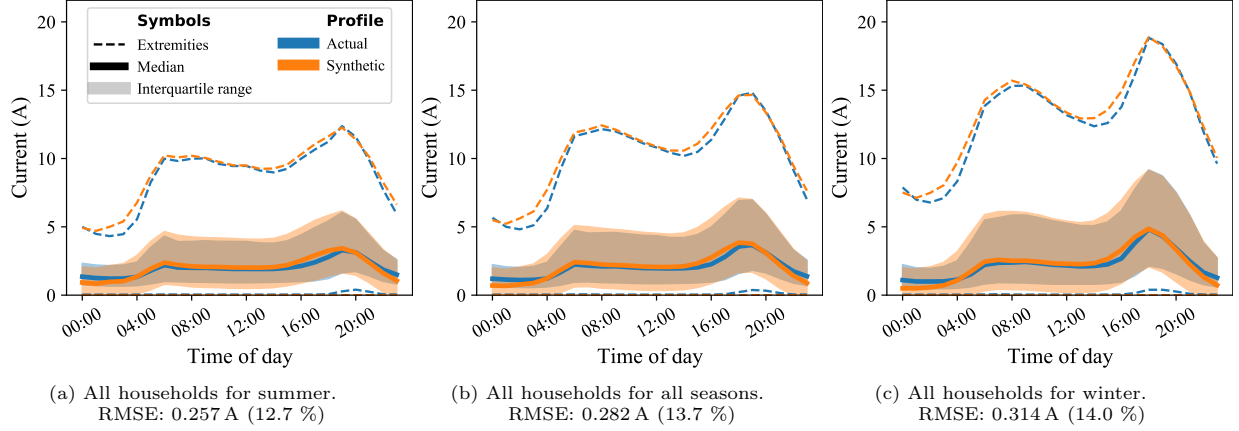 Symbols Profile
Extremities Actual
Median Synthetic
Interquartile range
Current (A)
20
15
10
5
0
00:00 04:00 08:00 12:00 16:00 20:00
Time of day
(a) All households for summer.
RMSE: 0.257 A (12.7 %)
Current (A)
20
15
10
5
0
00:00 04:00 08:00 12:00 16:00 20:00
Time of day
(b) All households for all seasons.
RMSE: 0.282 A (13.7 %)
Current (A)
20
15
10
5
0
00:00 04:00 08:00 12:00 16:00 20:00
Time of day
(c) All households for winter.
RMSE: 0.314 A (14.0 %)